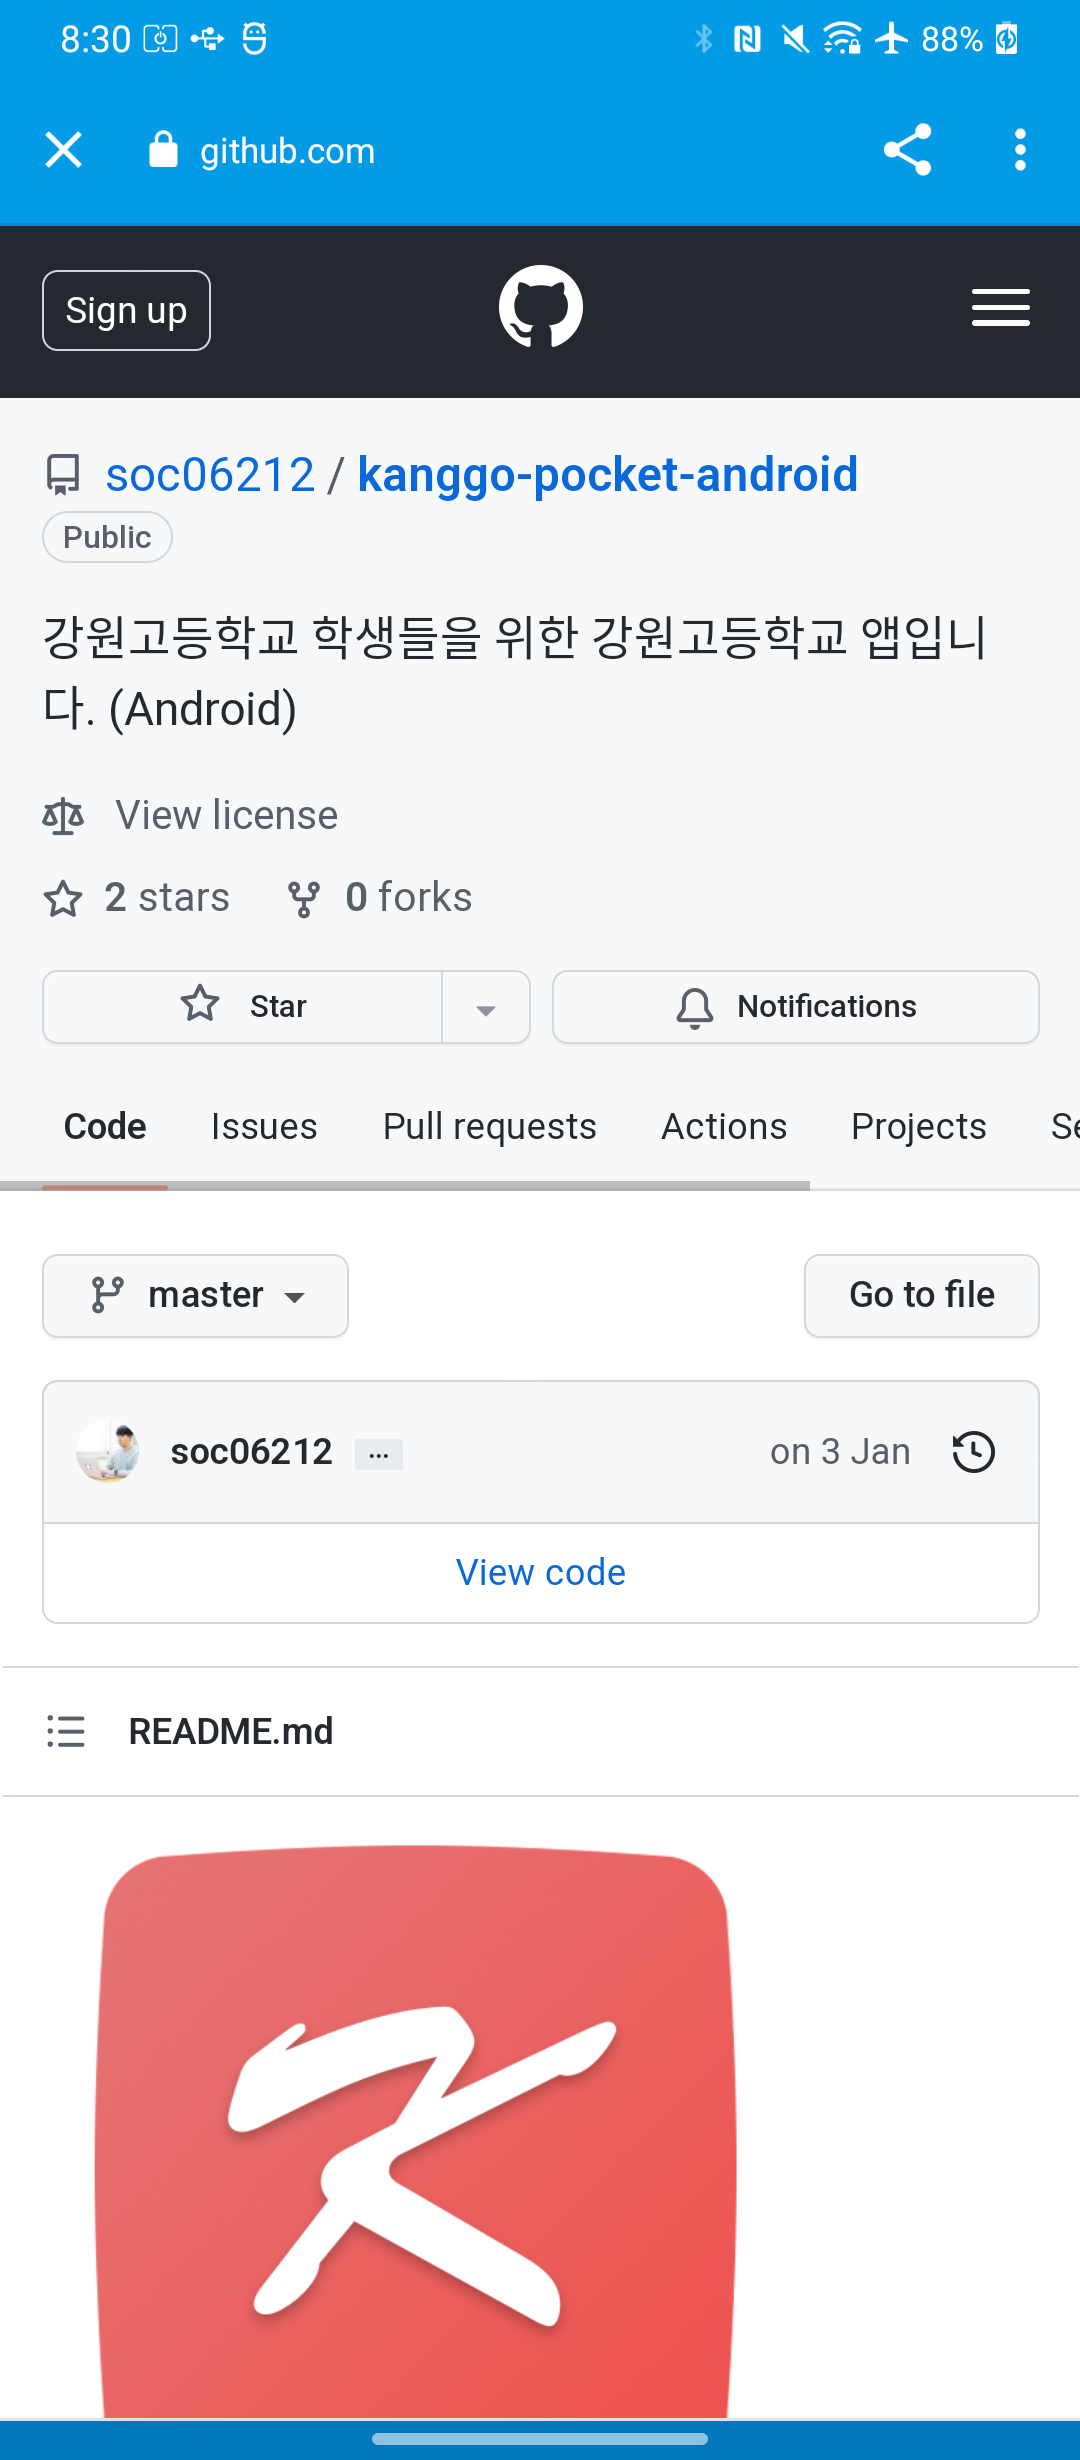 8:30 88%
github.com
Sign up
soc06212 / kanggo-pocket-android
Public
강원고등학교 학생들을 위한 강원고등학교 앱입니
다. (Android)
View license
2 stars 0 forks
Star Notifications
Code Issues Pull requests Actions Projects Se
master Go to file
soc06212 ... on 3 Jan
View code
README.md
K